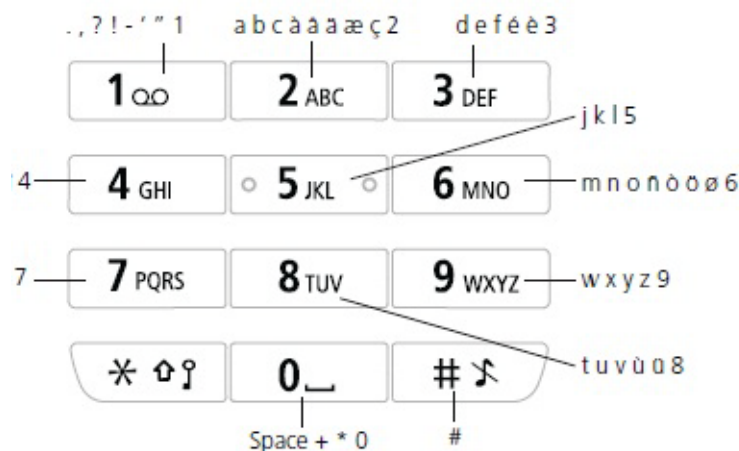 . , ? ! - ‘ ” 1
a b c à â ä æ ç 2
d e f é è 3
1
2 ABC
3 DEF
j k l 5
4
4 GHI
5 JKL
6 MNO
m n o ñ ò ö ø 6
7
7 PQRS
8 TUV
9 WXYZ
w x y z 9
*
0
#
t u v ù ü 8
Space + * 0
#